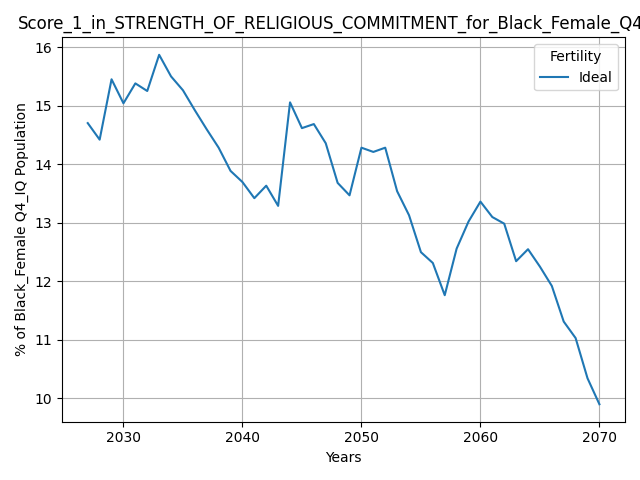 Score_1_in_STRENGTH_OF_RELIGIOUS_COMMITMENT_for_Black_Female_Q4
Fertility
Ideal
% of Black_Female Q4_IQ Population
16
15
14
13
12
11
10
2030 2040 2050 2060 2070
Years